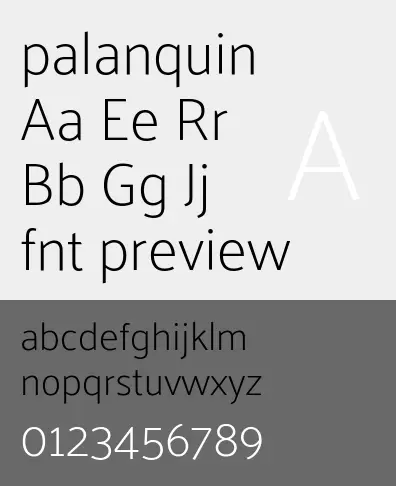 palanquin
Aa Ee Rr
A
Bb Gg Jj
fnt preview
abcdefghijklm
nopqrstuvwxyz
0123456789